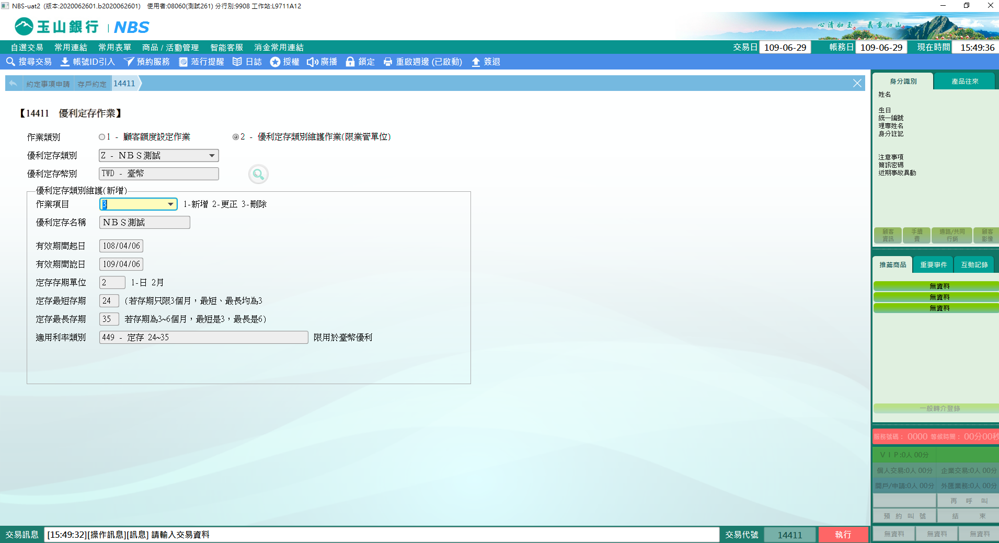 NBS-uat2 (版本:2020062601.b2020062601) 使用者:08060(測試261) 分行別:9908 工作站:L9711A12
玉山銀行 | NBS
心清如玉。義重如山。
自選交易 常用連結 常用表單 商品 / 活動管理 智能客服 消金常用連結 交易日 109-06-29 帳務日 109-06-29 現在時間 15:49:36
搜尋交易 帳號ID引入 預約服務 蒞行提醒 日誌 授權 廣播 鎖定 重啟週邊 (已啟動) 簽退
約定事項申請 存戶約定 14411
【14411 優利定存作業】
作業類別 1 - 顧客額度設定作業 2 - 優利定存類別維護作業(限業管單位)
優利定存類別 Z - NBS測試
優利定存幣別 TWD - 臺幣
優利定存類別維護(新增)
作業項目 3 1-新增 2-更正 3-刪除
優利定存名稱 NBS測試
有效期間起日 108/04/06
有效期間訖日 109/04/06
定存存期單位 2 1-日 2月
定存最短存期 24 (若存期只限3個月，最短、最長均為3
定存最長存期 35 若存期為3~6個月，最短是3，最長是6)
適用利率類別 449 - 定存 24~35 限用於臺幣優利
身分識別 產品往來
姓名
生日
統一編號
理專姓名
身分註記
注意事項
簡訊密碼
近期事故異動
顧客資訊 手續費 通路/共同行銷 顧客影像
推薦商品 重要事件 互動記錄
無資料
無資料
無資料
一般轉介登錄
服務號碼： 0000 等候時間： 00分00秒
ＶＩＰ:0人 00分
個人交易:0人 00分 企業交易:0人 00分
開戶/申請:0人 00分 外匯業務:0人 00分
再 呼 叫
預 約 叫 號 結 束
無資料 無資料 無資料
交易訊息 [15:49:32][操作訊息][訊息] 請輸入交易資料 交易代號 14411 執行